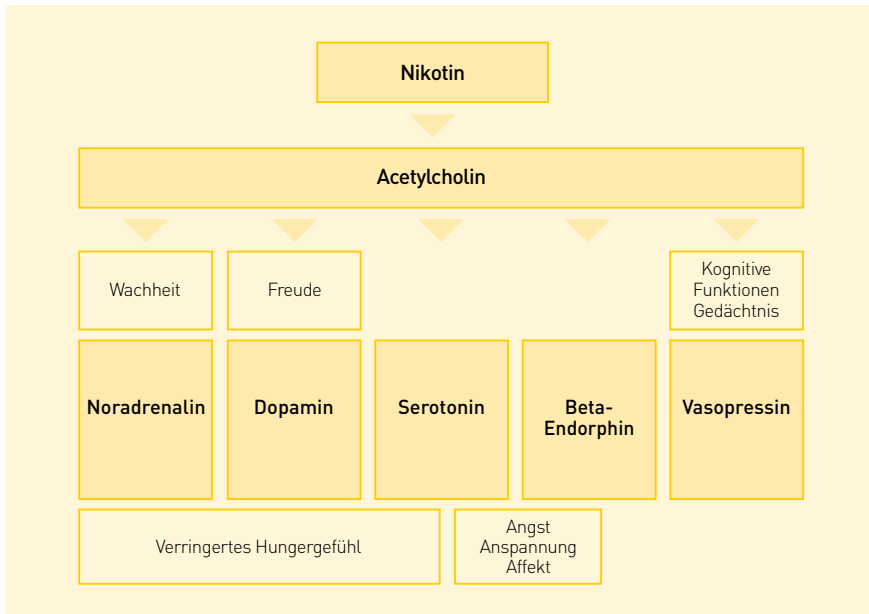 Nikotin
Acetylcholin
Wachheit
Freude
Kognitive
Funktionen
Gedächtnis
Noradrenalin
Dopamin
Serotonin
Beta-
Endorphin
Vasopressin
Verringertes Hungergefühl
Angst
Anspannung
Affekt